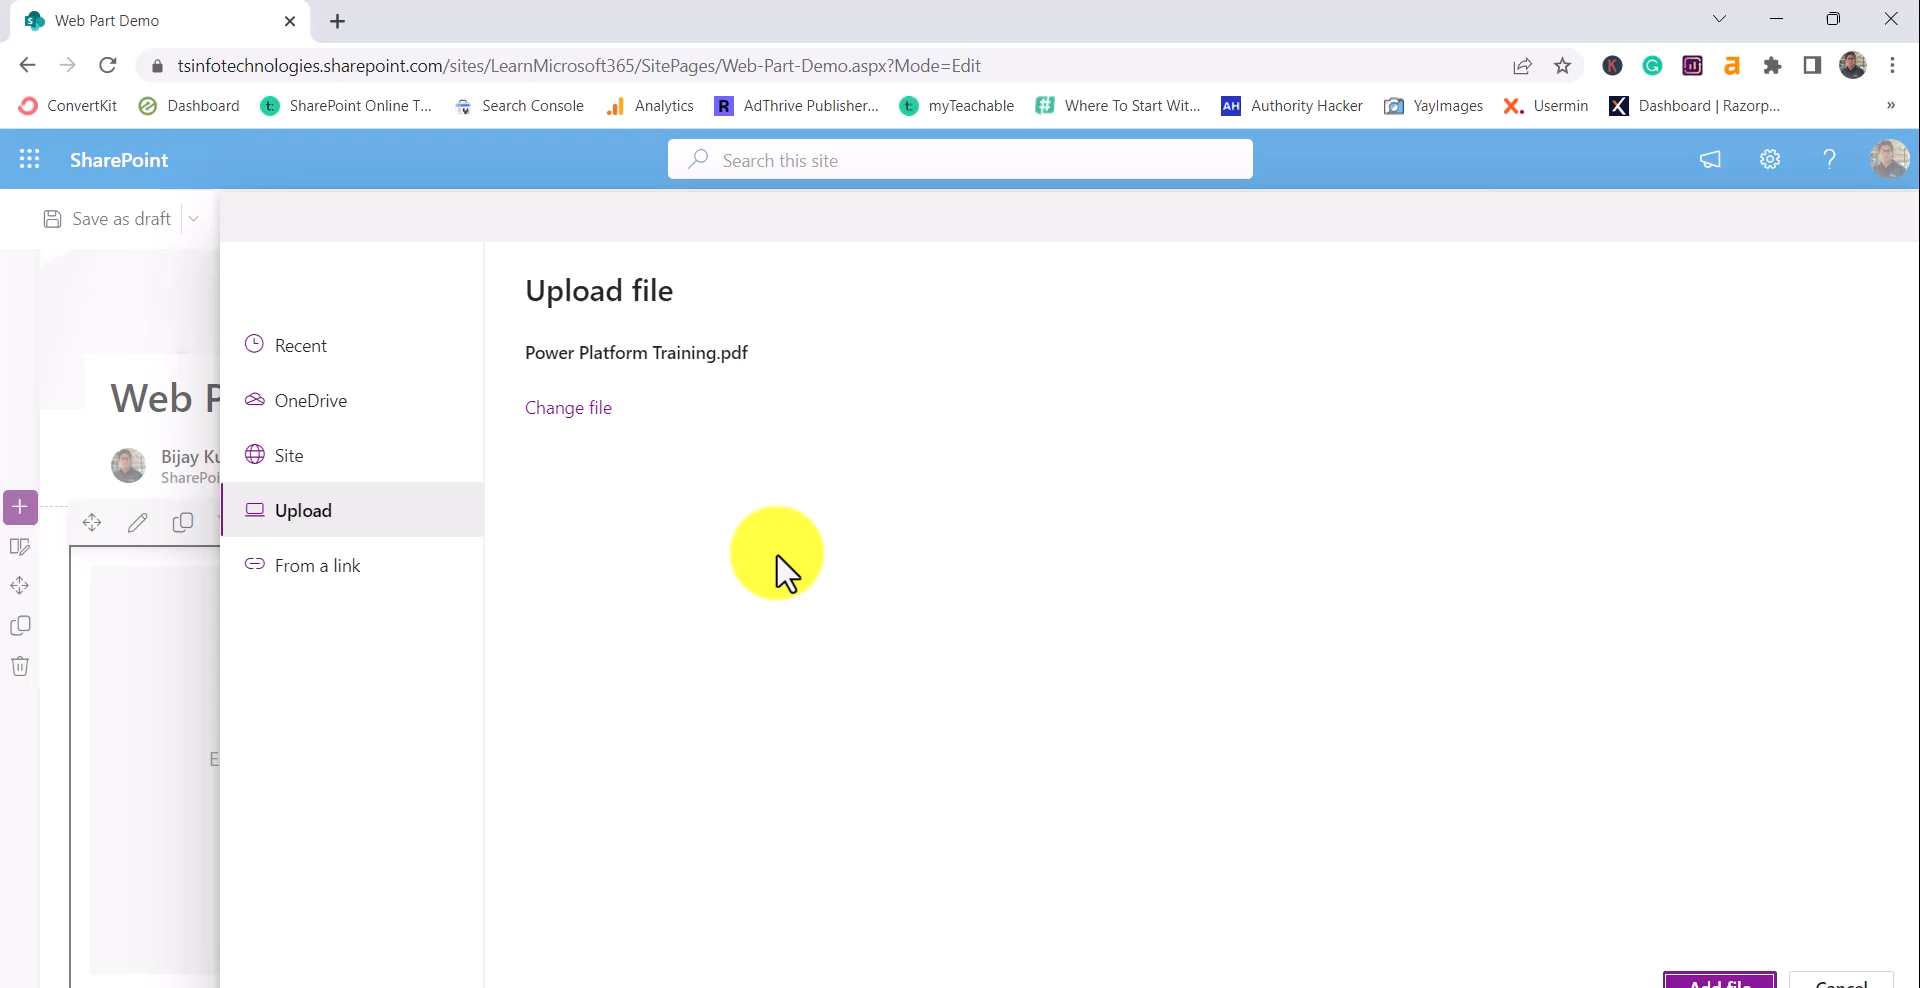 Web Part Demo
tsinfotechnologies.sharepoint.com/sites/LearnMicrosoft365/SitePages/Web-Part-Demo.aspx?Mode=Edit
ConvertKit Dashboard SharePoint Online T... Search Console Analytics AdThrive Publisher... myTeachable Where To Start Wit... Authority Hacker YayImages Usermin Dashboard | Razorp...
SharePoint
Search this site
Save as draft
Upload file
Recent
Power Platform Training.pdf
Web P
OneDrive
Change file
Bijay Ku
Site
SharePoi
Upload
From a link
E
Add file Cancel